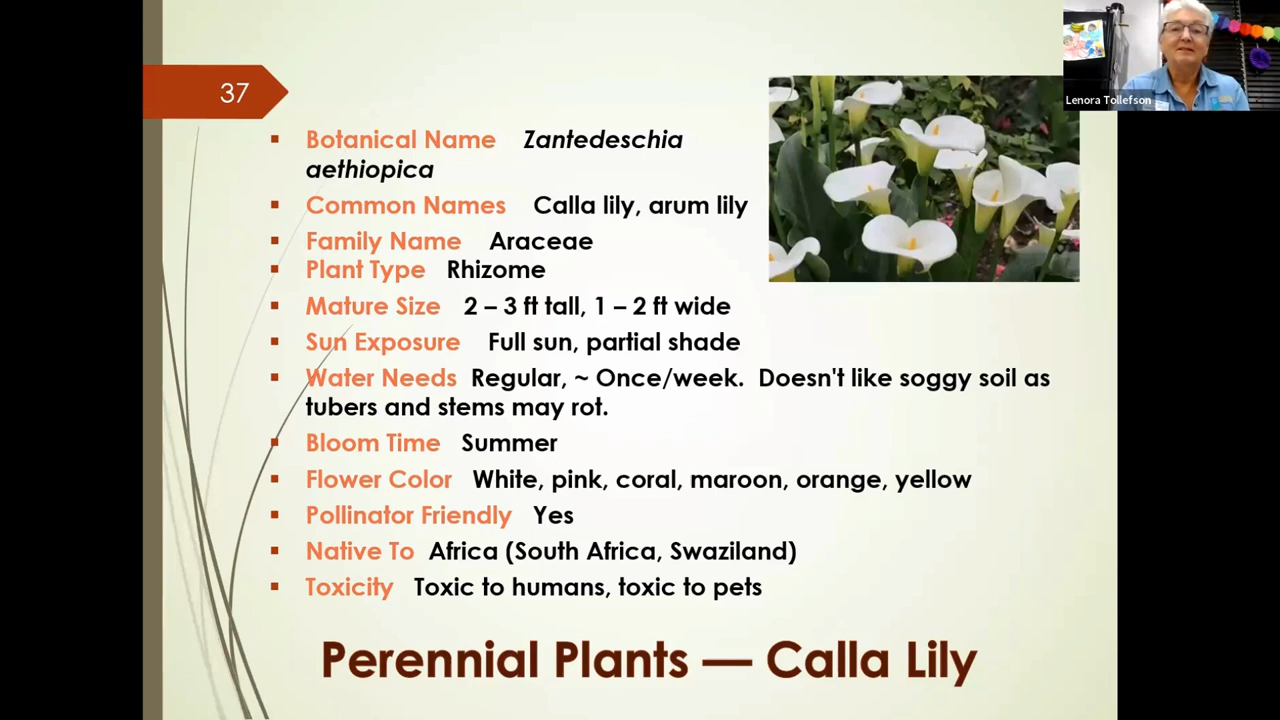 37
Botanical Name Zantedeschia
aethiopica
Common Names Calla lily, arum lily
Family Name Araceae
Plant Type Rhizome
Mature Size 2 – 3 ft tall, 1 – 2 ft wide
Sun Exposure Full sun, partial shade
Water Needs Regular, ~ Once/week. Doesn't like soggy soil as
tubers and stems may rot.
Bloom Time Summer
Flower Color White, pink, coral, maroon, orange, yellow
Pollinator Friendly Yes
Native To Africa (South Africa, Swaziland)
Toxicity Toxic to humans, toxic to pets
Perennial Plants — Calla Lily
Lenora Tollefson